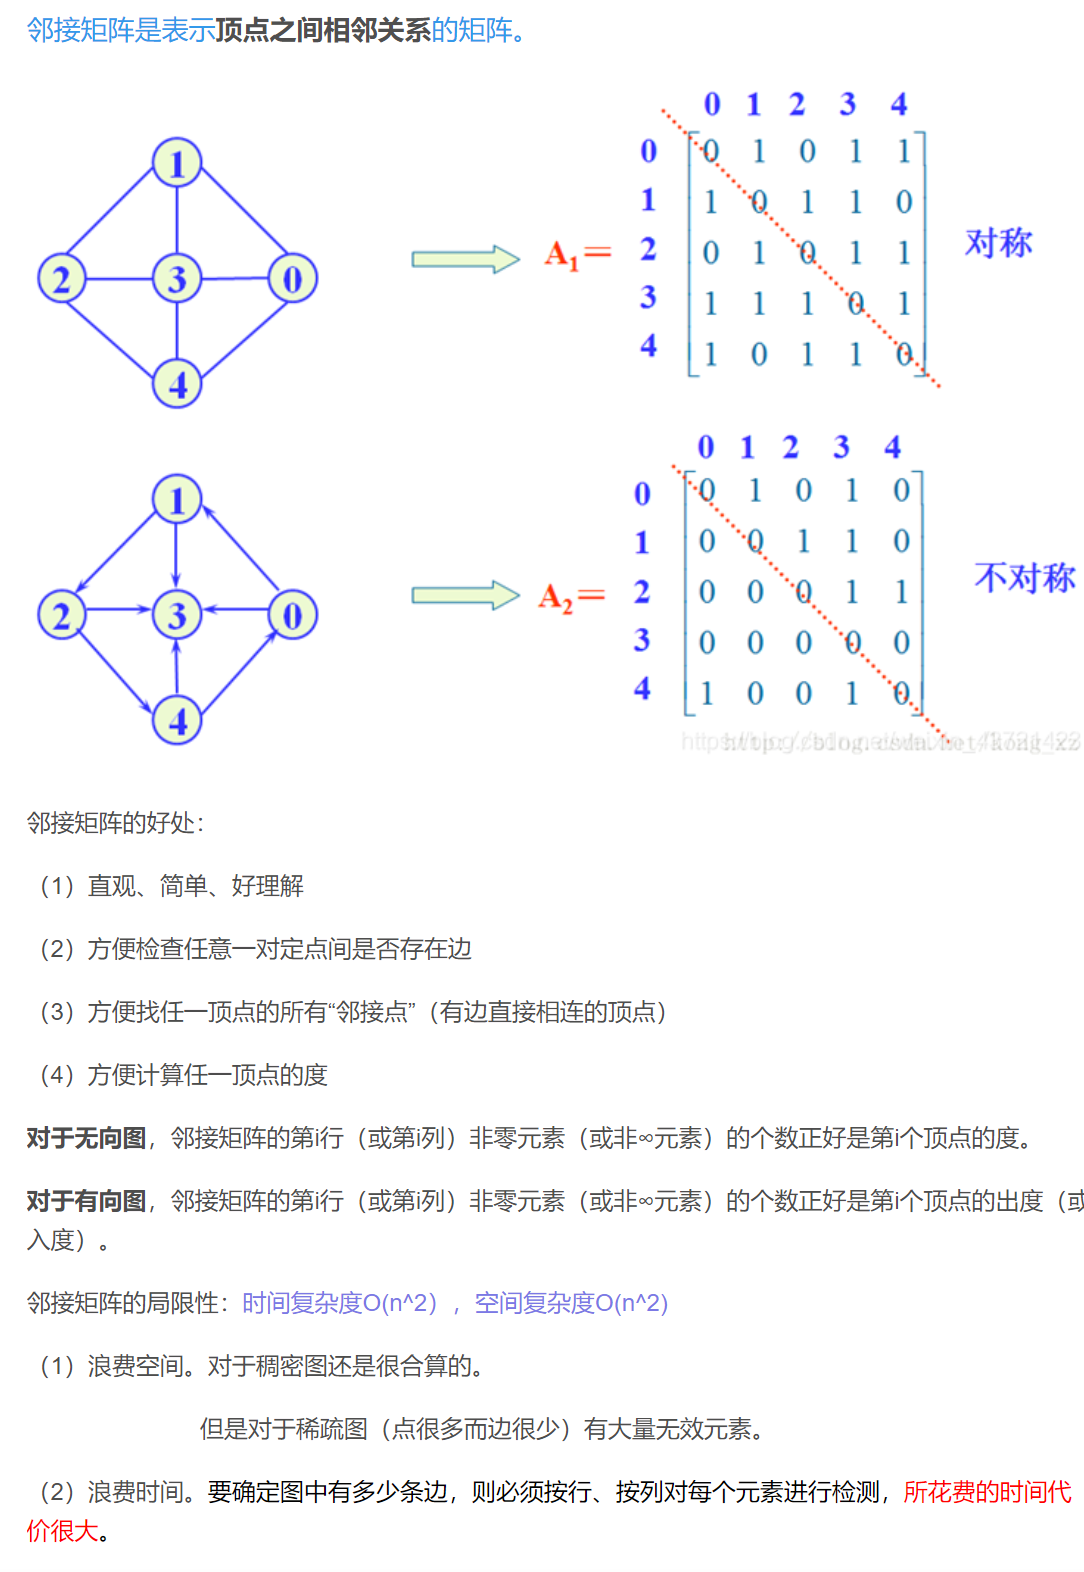 邻接矩阵是表示顶点之间相邻关系的矩阵。
0 1 2 3 4
1
2 3 0
4
A₁=
0 0 1 0 1 1
1 1 0 1 1 0
2 0 1 0 1 1
3 1 1 1 0 1
4 1 0 1 1 0
对称
0 1 2 3 4
1
2 3 0
4
A₂=
0 0 1 0 1 0
1 0 0 1 1 0
2 0 0 0 1 1
3 0 0 0 0 0
4 1 0 0 1 0
不对称
邻接矩阵的好处：
（1）直观、简单、好理解
（2）方便检查任意一对定点间是否存在边
（3）方便找任一顶点的所有“邻接点”（有边直接相连的顶点）
（4）方便计算任一顶点的度
对于无向图，邻接矩阵的第i行（或第i列）非零元素（或非∞元素）的个数正好是第i个顶点的度。
对于有向图，邻接矩阵的第i行（或第i列）非零元素（或非∞元素）的个数正好是第i个顶点的出度（或
入度）。
邻接矩阵的局限性：时间复杂度O(n^2），空间复杂度O(n^2)
（1）浪费空间。对于稠密图还是很合算的。
但是对于稀疏图（点很多而边很少）有大量无效元素。
（2）浪费时间。要确定图中有多少条边，则必须按行、按列对每个元素进行检测，所花费的时间代
价很大。